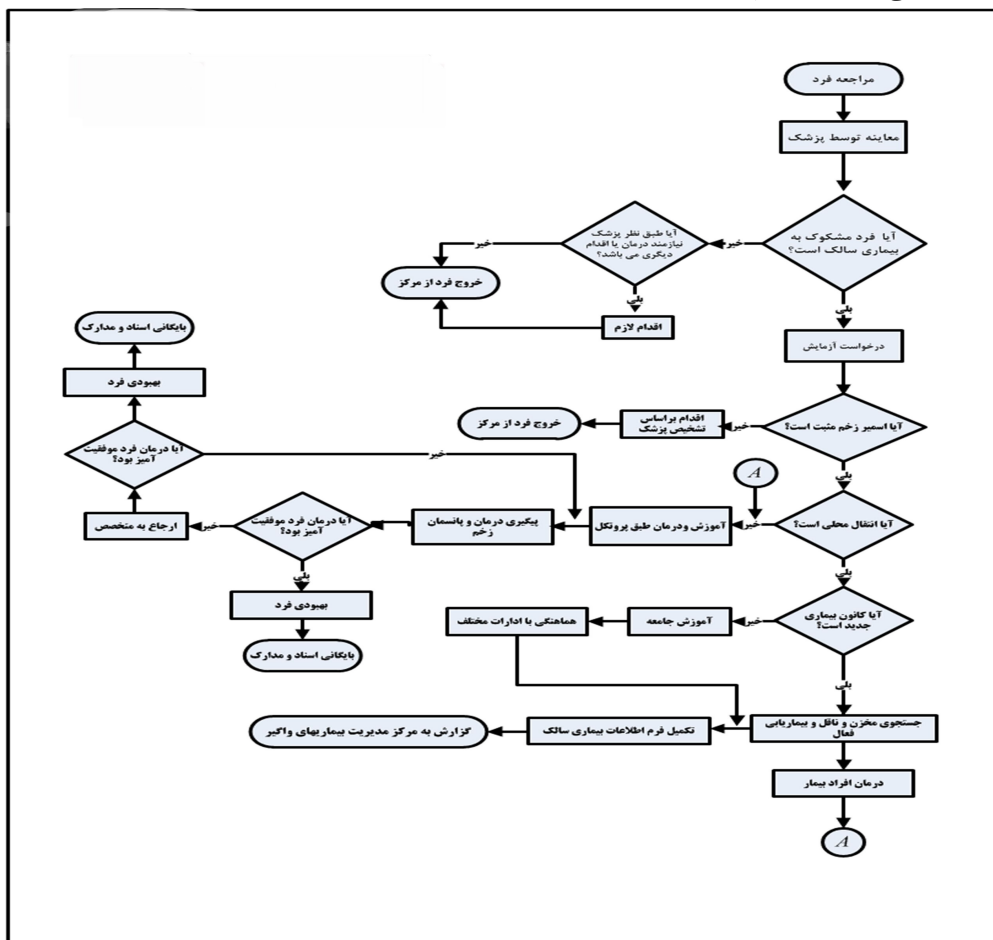 مراجعه فرد
معاینه توسط پزشک
آیا فرد مشکوک به
بیماری سالک است؟
خیر
آیا طبق نظر پزشک
نیازمند درمان یا اقدام
دیگری می باشد؟
خیر
خروج فرد از مرکز
بلی
اقدام لازم
بلی
درخواست آزمایش
آیا اسمیر زخم مثبت است؟
خیر
اقدام براساس
تشخیص پزشک
خروج فرد از مرکز
بلی
آیا انتقال محلی است؟
خیر
A
آموزش ودرمان طبق پروتکل
پیگیری درمان و پانسمان
زخم
آیا درمان فرد موفقیت
آمیز بود؟
خیر
ارجاع به متخصص
آیا درمان فرد موفقیت
آمیز بود؟
خیر
بهبودی فرد
بایگانی اسناد و مدارک
بلی
بهبودی فرد
بایگانی اسناد و مدارک
بلی
آیا کانون بیماری
جدید است؟
خیر
آموزش جامعه
هماهنگی با ادارات مختلف
بلی
جستجوی مخزن و ناقل و بیماریابی
فعال
تکمیل فرم اطلاعات بیماری سالک
گزارش به مرکز مدیریت بیماریهای واگیر
درمان افراد بیمار
A